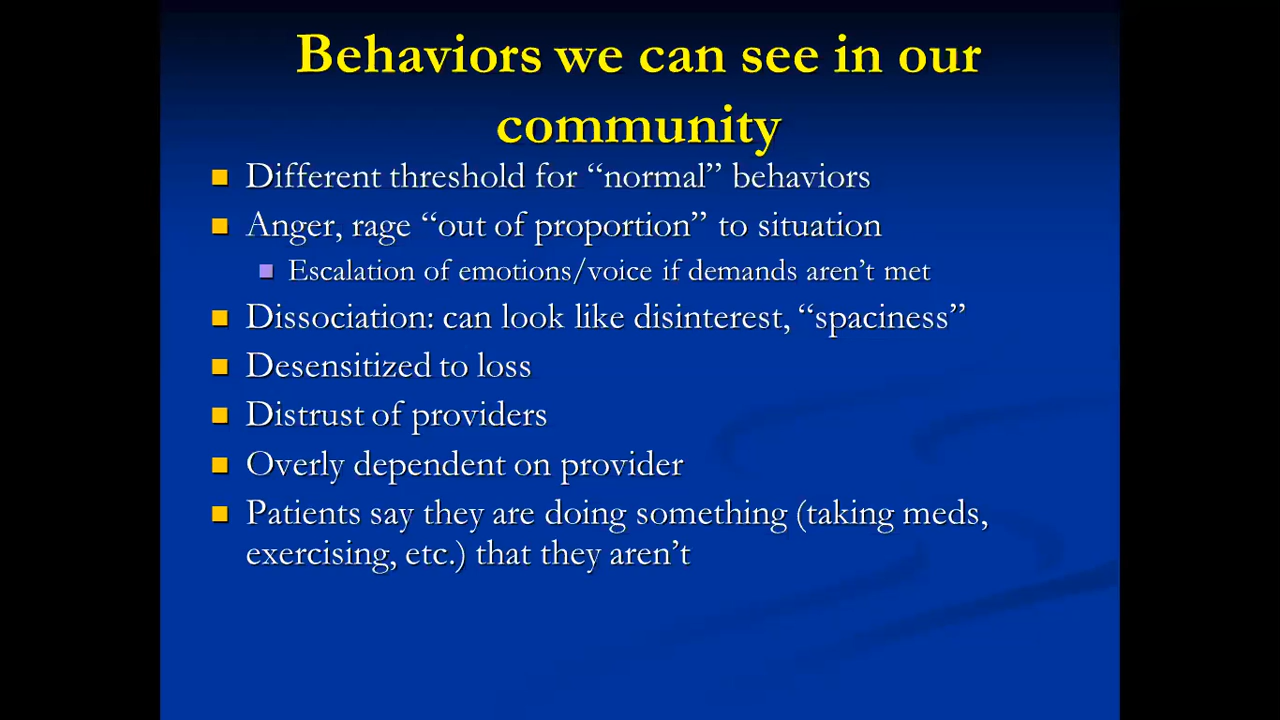 Behaviors we can see in our
community
Different threshold for “normal” behaviors
Anger, rage “out of proportion” to situation
Escalation of emotions/voice if demands aren’t met
Dissociation: can look like disinterest, “spaciness”
Desensitized to loss
Distrust of providers
Overly dependent on provider
Patients say they are doing something (taking meds,
exercising, etc.) that they aren’t